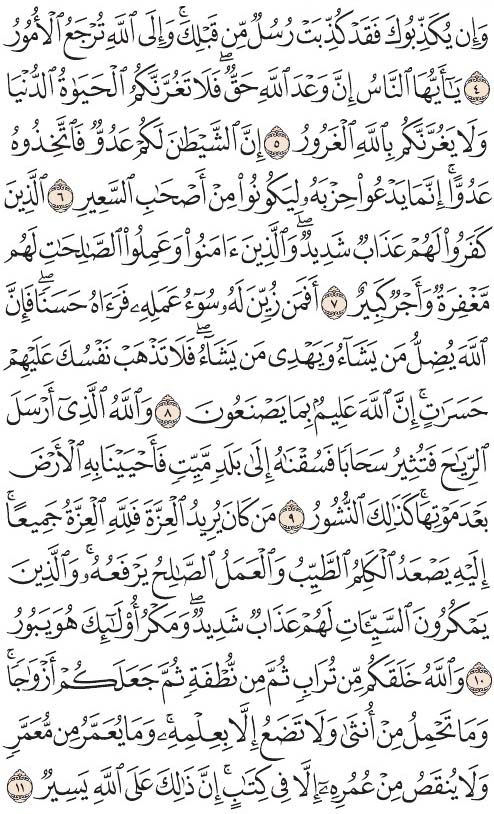 وَإِن يُكَذِّبُوكَ فَقَدْ كُذِّبَتْ رُسُلٌ مِّن قَبْلِكَ ۚ وَإِلَى ٱللَّهِ تُرْجَعُ ٱلْأُمُورُ
٤ يَـٰٓأَيُّهَا ٱلنَّاسُ إِنَّ وَعْدَ ٱللَّهِ حَقٌّ ۖ فَلَا تَغُرَّنَّكُمُ ٱلْحَيَوٰةُ ٱلدُّنْيَا
وَلَا يَغُرَّنَّكُم بِٱللَّهِ ٱلْغَرُورُ ٥ إِنَّ ٱلشَّيْطَـٰنَ لَكُمْ عَدُوٌّ فَٱتَّخِذُوهُ
عَدُوًّا ۚ إِنَّمَا يَدْعُوا۟ حِزْبَهُۥ لِيَكُونُوا۟ مِنْ أَصْحَـٰبِ ٱلسَّعِيرِ ٦ ٱلَّذِينَ
كَفَرُوا۟ لَهُمْ عَذَابٌ شَدِيدٌ ۖ وَٱلَّذِينَ ءَامَنُوا۟ وَعَمِلُوا۟ ٱلصَّـٰلِحَـٰتِ لَهُم
مَّغْفِرَةٌ وَأَجْرٌ كَبِيرٌ ٧ أَفَمَن زُيِّنَ لَهُۥ سُوٓءُ عَمَلِهِۦ فَرَءَاهُ حَسَنًا ۖ فَإِنَّ
ٱللَّهَ يُضِلُّ مَن يَشَآءُ وَيَهْدِى مَن يَشَآءُ ۖ فَلَا تَذْهَبْ نَفْسُكَ عَلَيْهِمْ
حَسَرَٰتٍ ۚ إِنَّ ٱللَّهَ عَلِيمٌۢ بِمَا يَصْنَعُونَ ٨ وَٱللَّهُ ٱلَّذِىٓ أَرْسَلَ
ٱلرِّيَـٰحَ فَتُثِيرُ سَحَابًا فَسُقْنَـٰهُ إِلَىٰ بَلَدٍ مَّيِّتٍ فَأَحْيَيْنَا بِهِ ٱلْأَرْضَ
بَعْدَ مَوْتِهَا ۚ كَذَٰلِكَ ٱلنُّشُورُ ٩ مَن كَانَ يُرِيدُ ٱلْعِزَّةَ فَلِلَّهِ ٱلْعِزَّةُ جَمِيعًا ۚ
إِلَيْهِ يَصْعَدُ ٱلْكَلِمُ ٱلطَّيِّبُ وَٱلْعَمَلُ ٱلصَّـٰلِحُ يَرْفَعُهُۥ ۚ وَٱلَّذِينَ
يَمْكُرُونَ ٱلسَّيِّـَٔاتِ لَهُمْ عَذَابٌ شَدِيدٌ ۖ وَمَكْرُ أُو۟لَـٰٓئِكَ هُوَ يَبُورُ
١٠ وَٱللَّهُ خَلَقَكُم مِّن تُرَابٍ ثُمَّ مِن نُّطْفَةٍ ثُمَّ جَعَلَكُمْ أَزْوَٰجًا ۚ
وَمَا تَحْمِلُ مِنْ أُنثَىٰ وَلَا تَضَعُ إِلَّا بِعِلْمِهِۦ ۚ وَمَا يُعَمَّرُ مِن مُّعَمَّرٍ
وَلَا يُنقَصُ مِنْ عُمُرِهِۦٓ إِلَّا فِى كِتَـٰبٍ ۚ إِنَّ ذَٰلِكَ عَلَى ٱللَّهِ يَسِيرٌ ١١